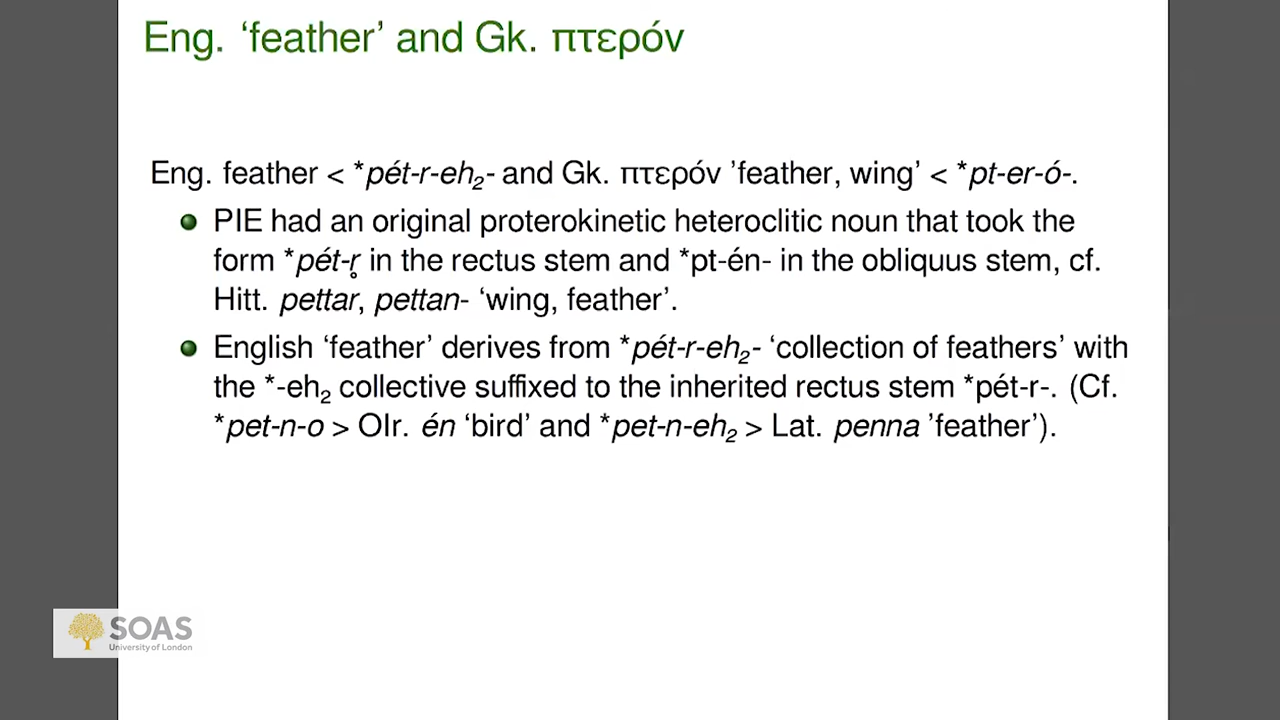 Eng. ‘feather’ and Gk. πτερόν
Eng. feather < *pét-r-eh₂- and Gk. πτερόν ’feather, wing’ < *pt-er-ó-.
PIE had an original proterokinetic heteroclitic noun that took the
form *pét-r̥ in the rectus stem and *pt-én- in the obliquus stem, cf.
Hitt. pettar, pettan- ‘wing, feather’.
English ‘feather’ derives from *pét-r-eh₂- ‘collection of feathers’ with
the *-eh₂ collective suffixed to the inherited rectus stem *pét-r-. (Cf.
*pet-n-o > OIr. én ‘bird’ and *pet-n-eh₂ > Lat. penna ’feather’).
SOAS
University of London